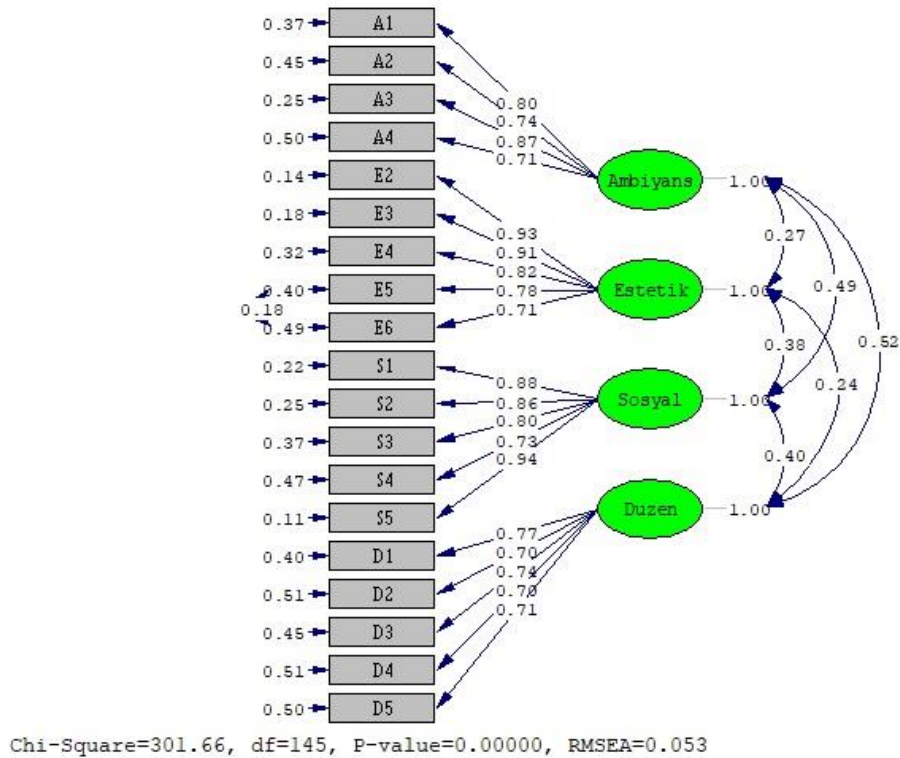 0.37 A1
0.45 A2
0.25 A3 0.80
0.74
0.50 A4 0.87
0.71
0.14 E2 Ambiyans 1.00
0.18 E3
0.93
0.32 E4 0.91 0.27
0.82
0.40 E5 0.78 Estetik 1.00 0.49
0.18
0.49 E6 0.71
0.52
0.22 S1 0.38
0.88 0.24
0.25 S2 0.86 Sosyal 1.00
0.80
0.37 S3 0.73
0.94 0.40
0.47 S4
0.11 S5 Duzen 1.00
0.77
0.40 D1 0.70
0.74
0.51 D2 0.70
0.71
0.45 D3
0.51 D4
0.50 D5
Chi-Square=301.66, df=145, P-value=0.00000, RMSEA=0.053